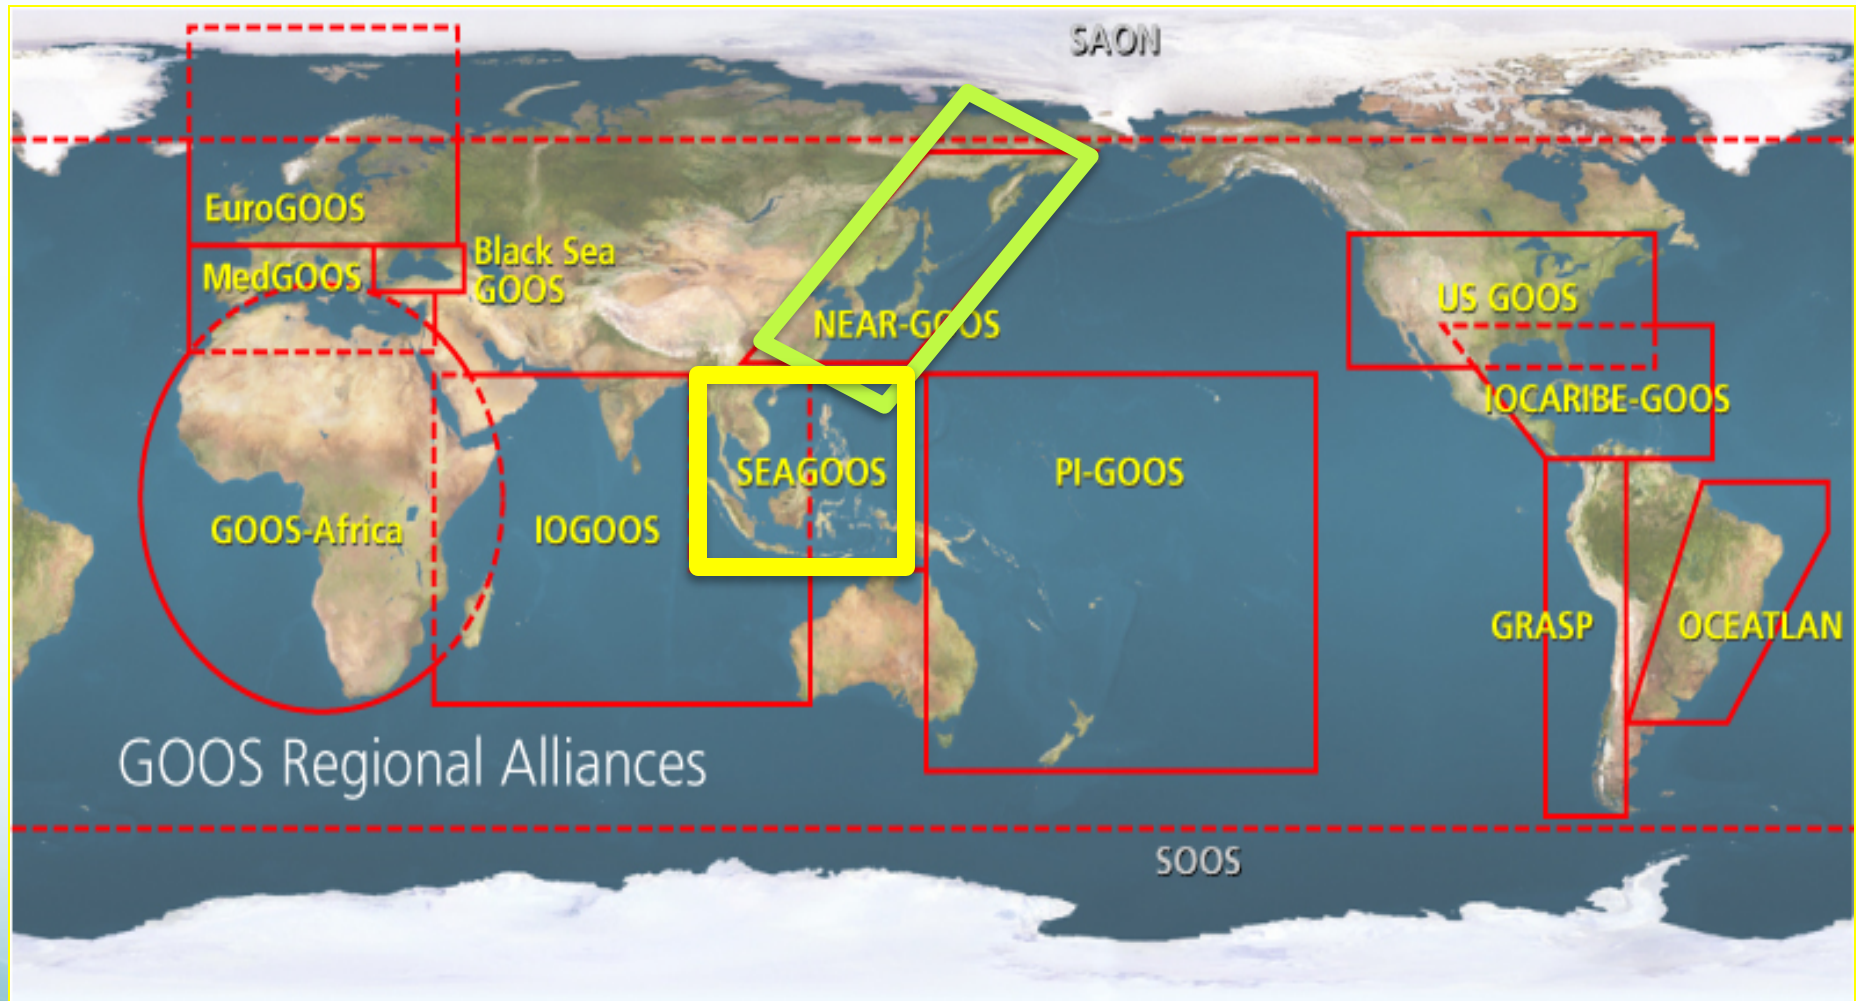 SAON
EuroGOOS
Black Sea
GOOS
MedGOOS
US GOOS
NEAR-GOOS
IOCARIBE-GOOS
SEAGOOS
PI-GOOS
GOOS-Africa
IOGOOS
GRASP
OCEATLAN
GOOS Regional Alliances
SOOS